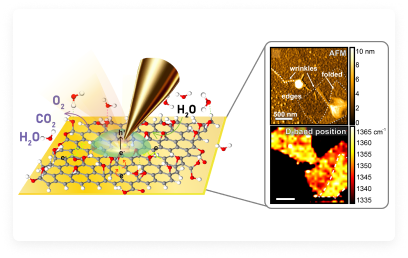 O₂
CO₂
H₂O
H₂O
h⁺
e⁻
e⁻
AFM
wrinkles
folded
edges
500 nm
10 nm
8
6
4
2
0
D band position
1365 cm⁻¹
1360
1355
1350
1345
1340
1335